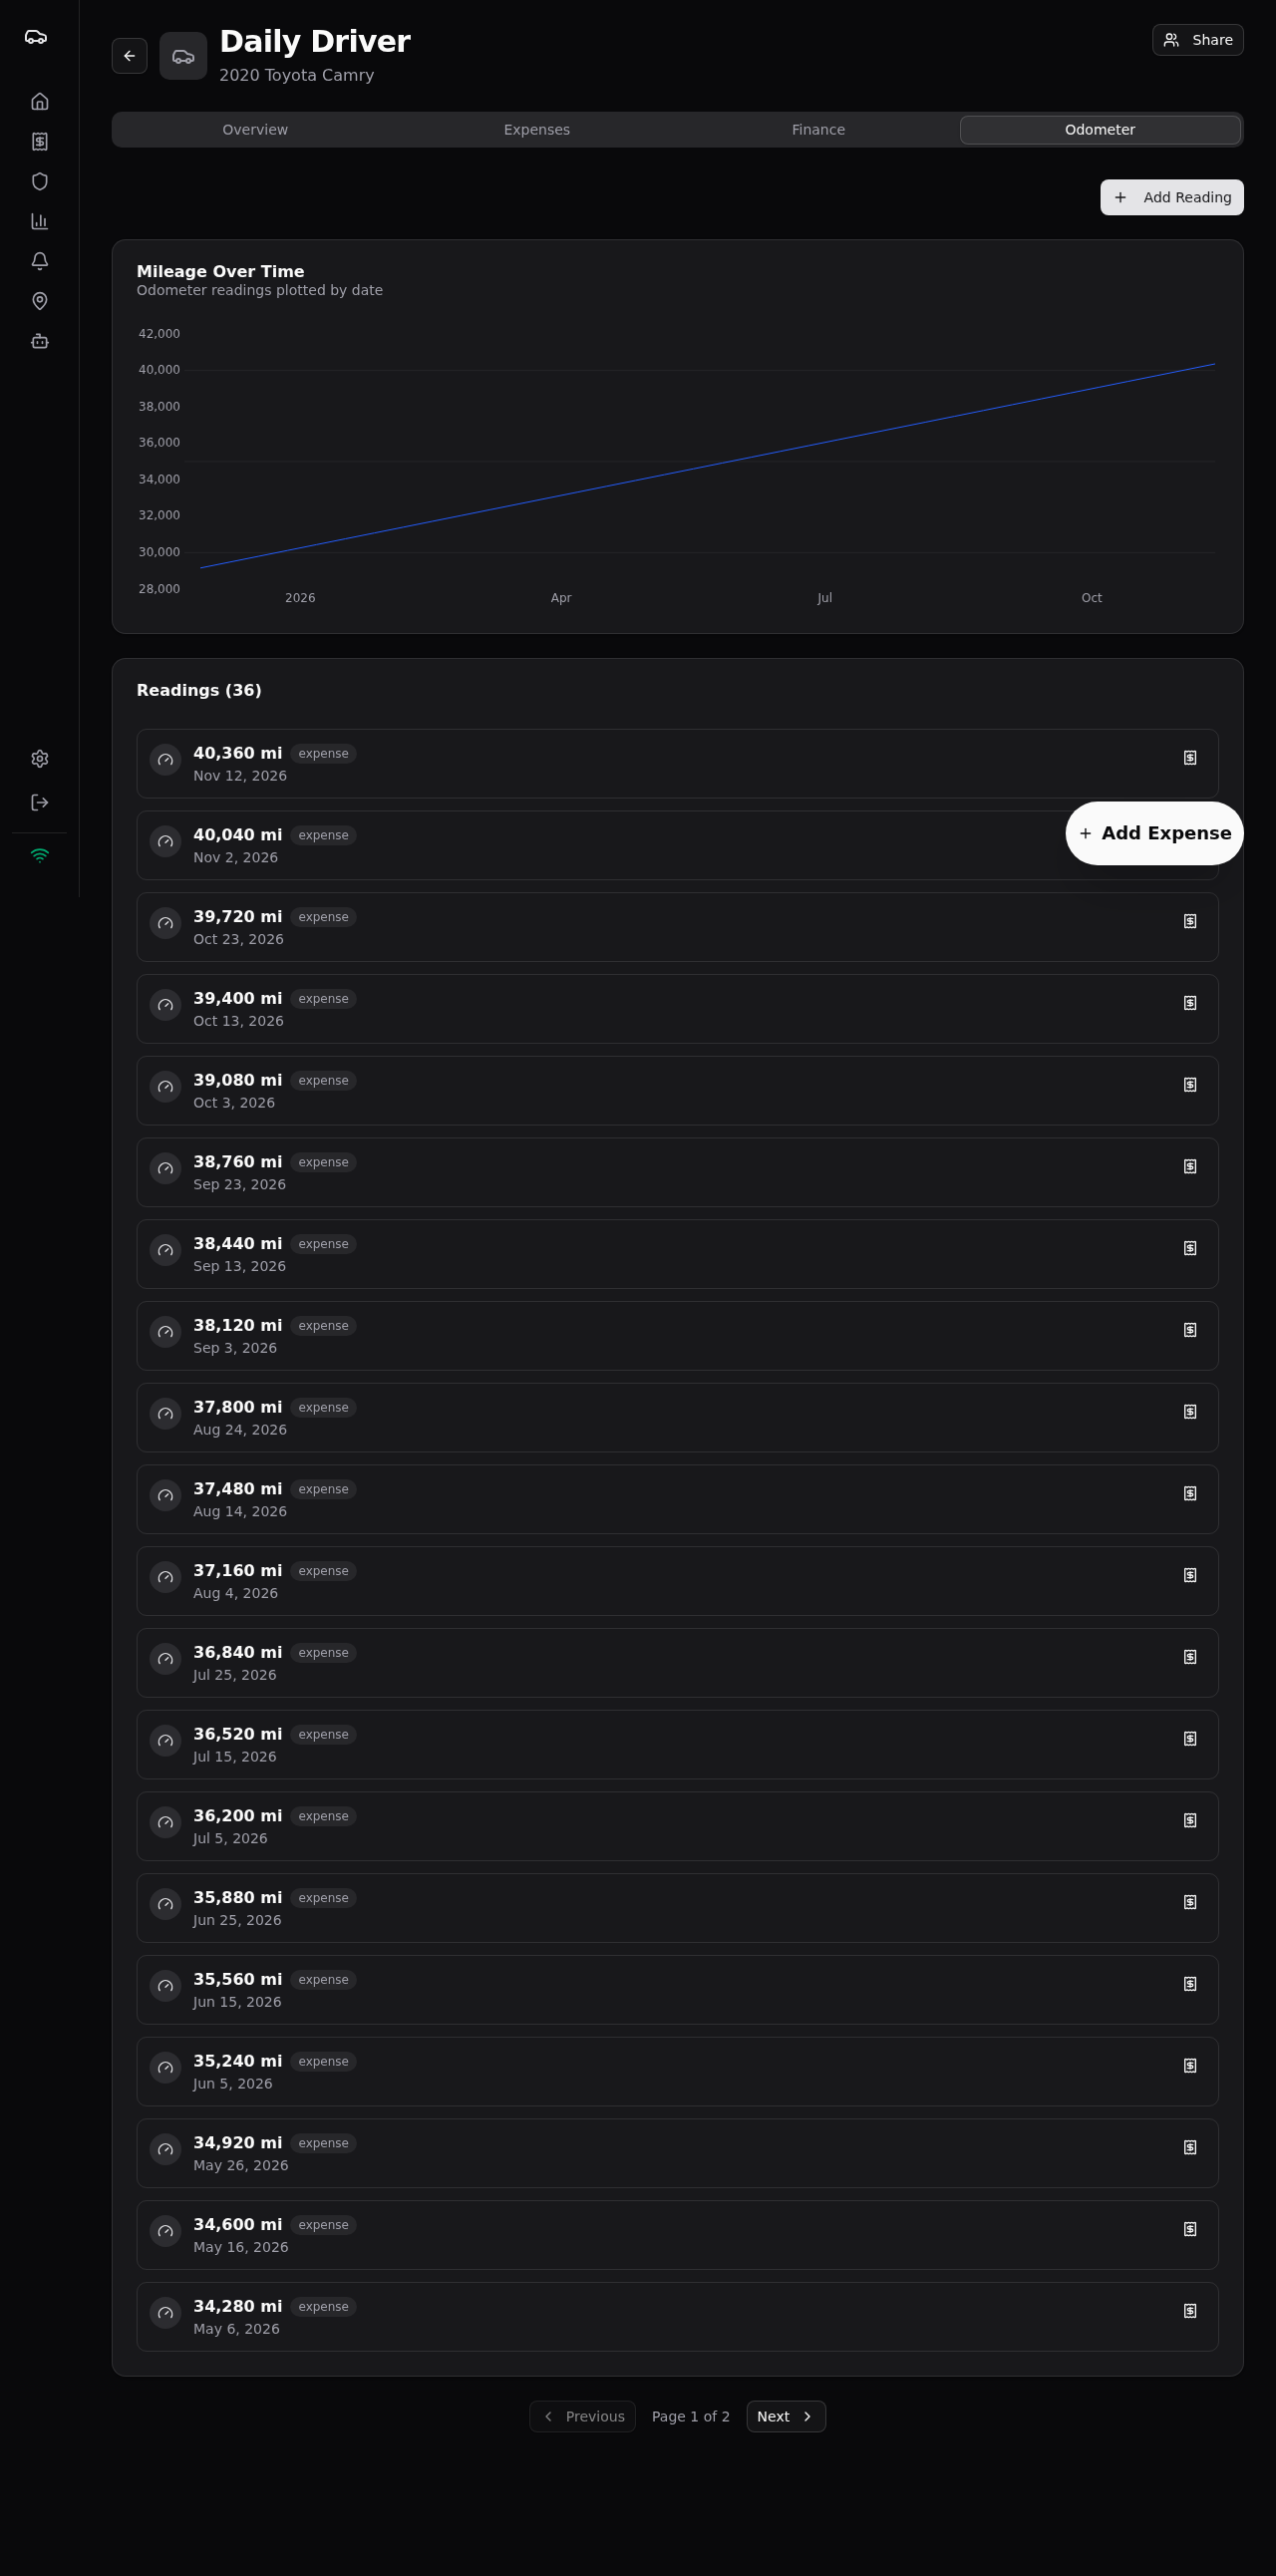 Daily Driver
2020 Toyota Camry
Share
Overview
Expenses
Finance
Odometer
Add Reading
Mileage Over Time
Odometer readings plotted by date
42,000
40,000
38,000
36,000
34,000
32,000
30,000
28,000
2026
Apr
Jul
Oct
Readings (36)
40,360 mi expense
Nov 12, 2026
40,040 mi expense
Nov 2, 2026
Add Expense
39,720 mi expense
Oct 23, 2026
39,400 mi expense
Oct 13, 2026
39,080 mi expense
Oct 3, 2026
38,760 mi expense
Sep 23, 2026
38,440 mi expense
Sep 13, 2026
38,120 mi expense
Sep 3, 2026
37,800 mi expense
Aug 24, 2026
37,480 mi expense
Aug 14, 2026
37,160 mi expense
Aug 4, 2026
36,840 mi expense
Jul 25, 2026
36,520 mi expense
Jul 15, 2026
36,200 mi expense
Jul 5, 2026
35,880 mi expense
Jun 25, 2026
35,560 mi expense
Jun 15, 2026
35,240 mi expense
Jun 5, 2026
34,920 mi expense
May 26, 2026
34,600 mi expense
May 16, 2026
34,280 mi expense
May 6, 2026
Previous
Page 1 of 2
Next